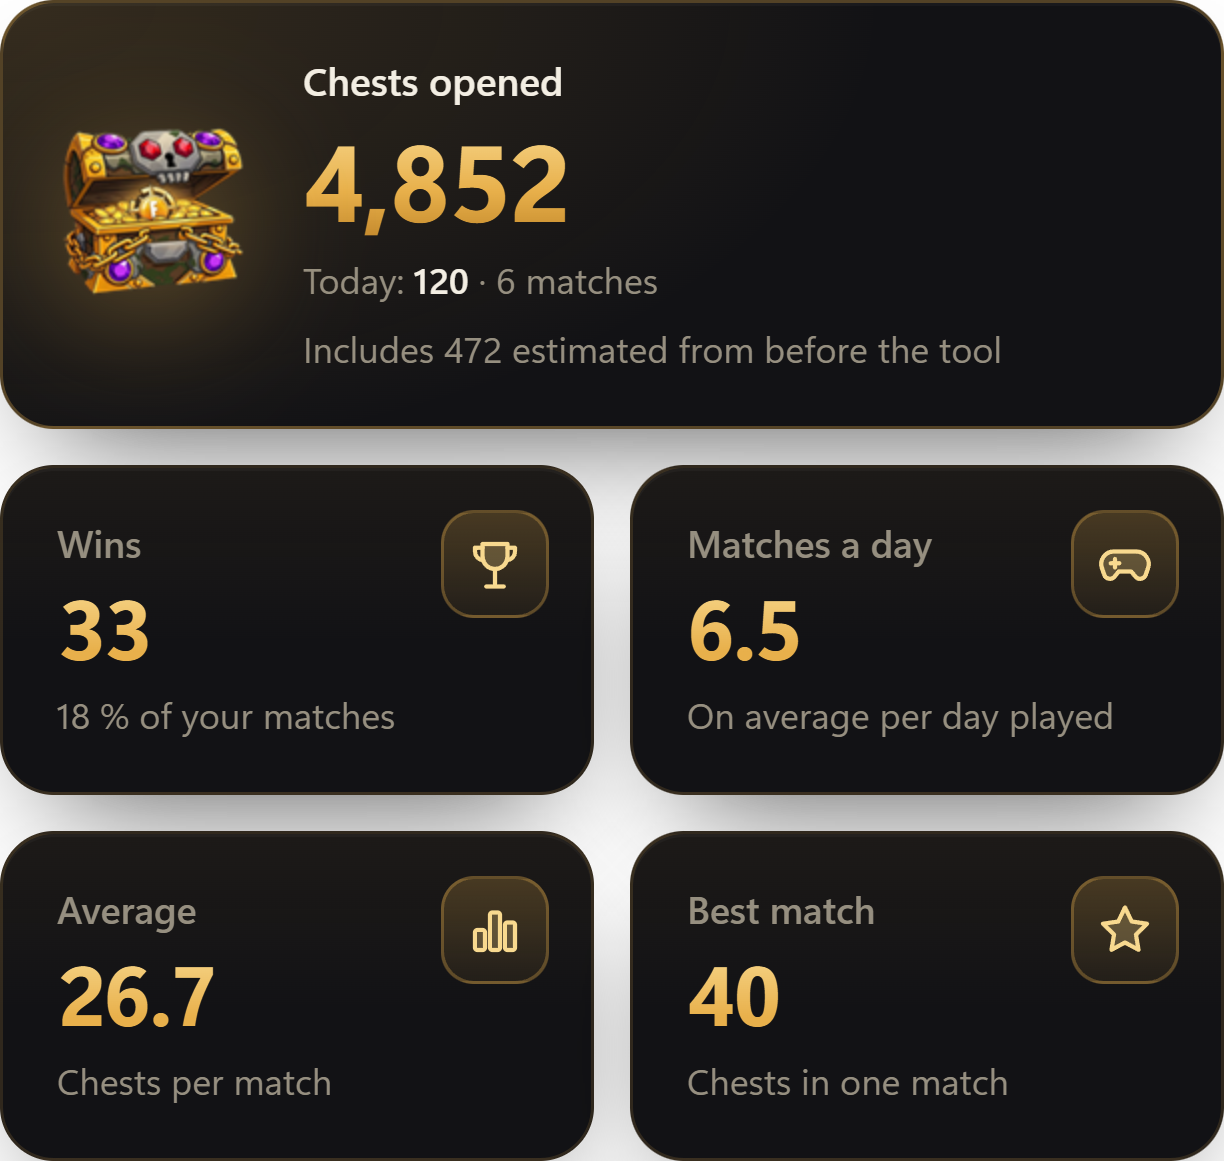 Chests opened
4,852
Today: 120 · 6 matches
Includes 472 estimated from before the tool
Wins
33
18 % of your matches
Matches a day
6.5
On average per day played
Average
26.7
Chests per match
Best match
40
Chests in one match